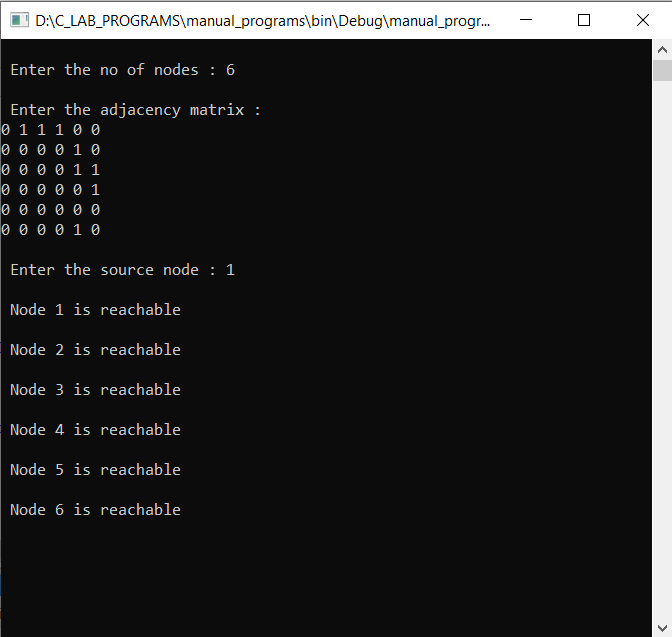 D:\C_LAB_PROGRAMS\manual_programs\bin\Debug\manual_progr...
Enter the no of nodes : 6
Enter the adjacency matrix :
0 1 1 1 0 0
0 0 0 0 1 0
0 0 0 0 1 1
0 0 0 0 0 1
0 0 0 0 0 0
0 0 0 0 1 0
Enter the source node : 1
Node 1 is reachable
Node 2 is reachable
Node 3 is reachable
Node 4 is reachable
Node 5 is reachable
Node 6 is reachable